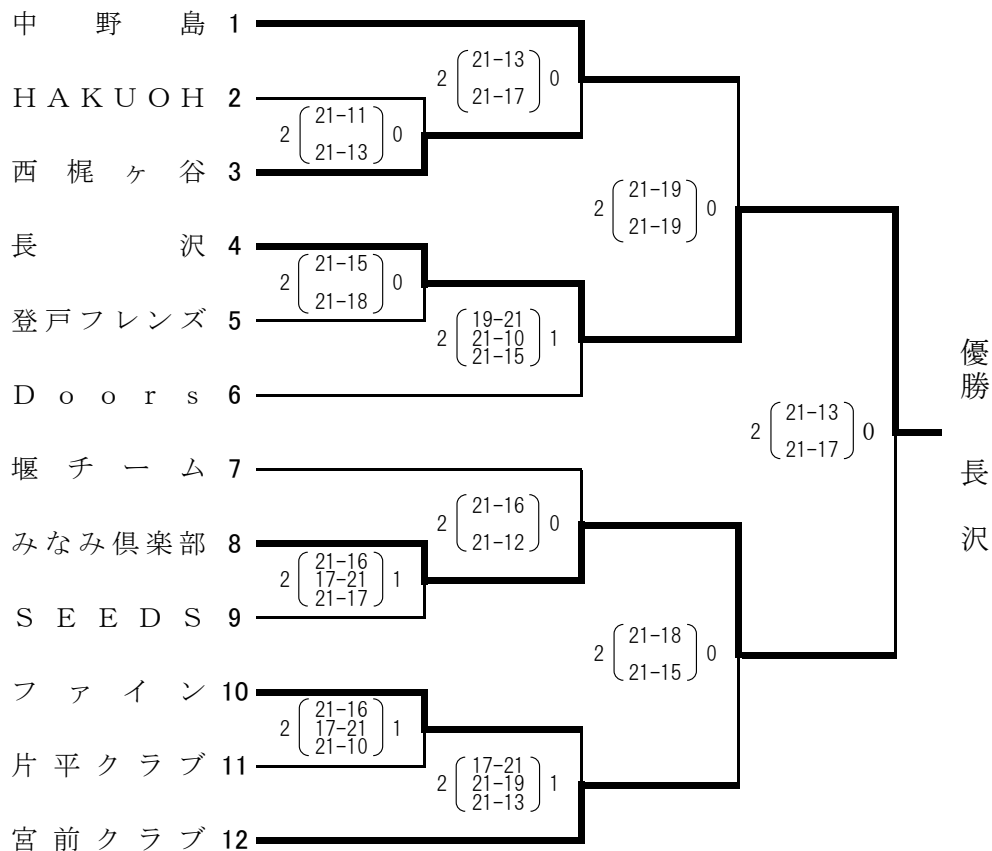 中野島 1
HAKUOH 2
西梶ヶ谷 3
長沢 4
登戸フレンズ 5
Doors 6
堰チーム 7
みなみ倶楽部 8
SEEDS 9
ファイン 10
片平クラブ 11
宮前クラブ 12
2 21-11 0
21-13
2 21-15 0
21-18
2 21-16 1
17-21
21-17
2 21-16 1
17-21
21-10
2 21-13 0
21-17
2 19-21 1
21-10
21-15
2 21-16 0
21-12
2 17-21 1
21-19
21-13
2 21-19 0
21-19
2 21-18 0
21-15
2 21-13 0
21-17
優勝 長沢